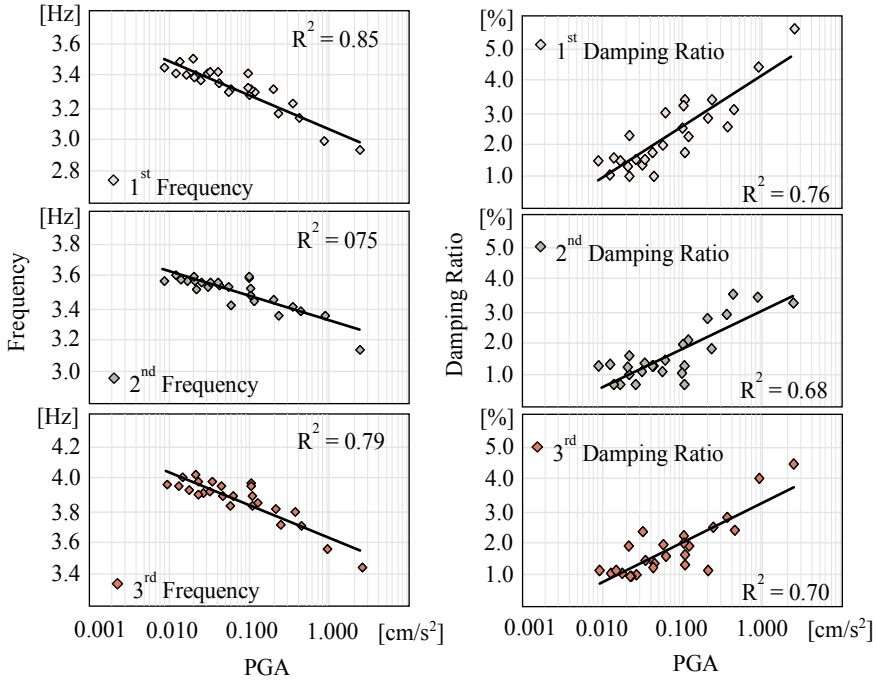 [Hz]
3.6
3.4
3.2
3.0
2.8
R² = 0.85
1st Frequency
[Hz]
3.8
3.6
3.4
3.2
3.0
R² = 075
2nd Frequency
[Hz]
4.2
4.0
3.8
3.6
3.4
R² = 0.79
3rd Frequency
0.001 0.010 0.100 1.000 [cm/s²]
PGA
Frequency
[%]
5.0
4.0
3.0
2.0
1.0
1st Damping Ratio
R² = 0.76
[%]
5.0
4.0
3.0
2.0
1.0
2nd Damping Ratio
R² = 0.68
[%]
5.0
4.0
3.0
2.0
1.0
3rd Damping Ratio
R² = 0.70
0.001 0.010 0.100 1.000 [cm/s²]
PGA
Damping Ratio